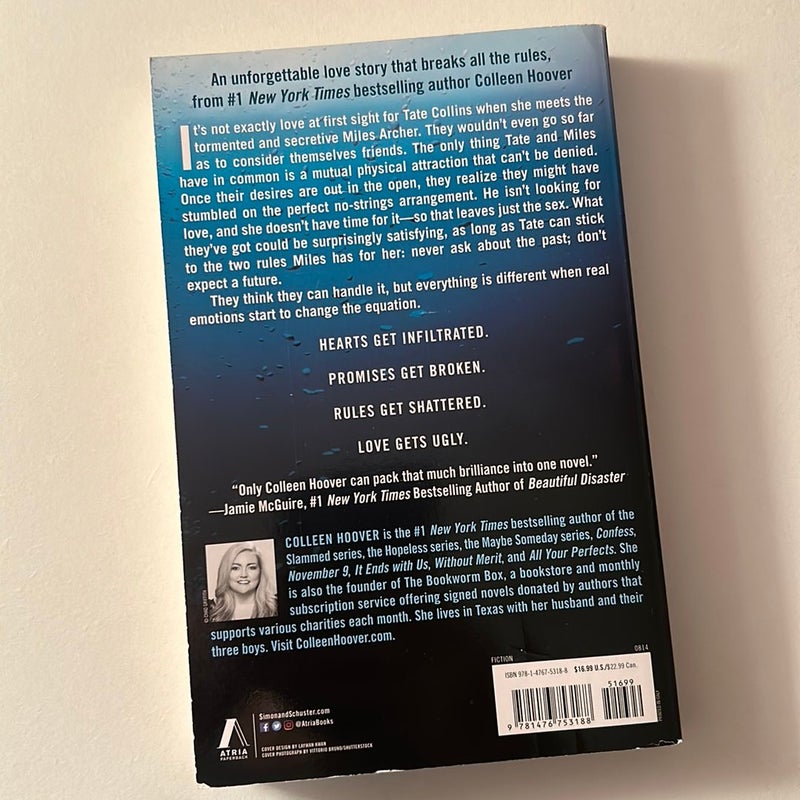 An unforgettable love story that breaks all the rules,
from #1 New York Times bestselling author Colleen Hoover
It's not exactly love at first sight for Tate Collins when she meets the
tormented and secretive Miles Archer. They wouldn't even go so far
as to consider themselves friends. The only thing Tate and Miles
have in common is a mutual physical attraction that can't be denied.
Once their desires are out in the open, they realize they might have
stumbled on the perfect no-strings arrangement. He isn't looking for
love, and she doesn't have time for it—so that leaves just the sex. What
they've got could be surprisingly satisfying, as long as Tate can stick
to the two rules Miles has for her: never ask about the past; don't
expect a future.
They think they can handle it, but everything is different when real
emotions start to change the equation.
HEARTS GET INFILTRATED.
PROMISES GET BROKEN.
RULES GET SHATTERED.
LOVE GETS UGLY.
“Only Colleen Hoover can pack that much brilliance into one novel.”
—Jamie McGuire, #1 New York Times Bestselling Author of Beautiful Disaster
COLLEEN HOOVER is the #1 New York Times bestselling author of the
Slammed series, the Hopeless series, the Maybe Someday series, Confess,
November 9, It Ends with Us, Without Merit, and All Your Perfects. She
is also the founder of The Bookworm Box, a bookstore and monthly
subscription service offering signed novels donated by authors that
supports various charities each month. She lives in Texas with her husband and their
three boys. Visit ColleenHoover.com.
© CHAD GRIFFITH
FICTION
0814
ISBN 978-1-4767-5318-8 $16.99 U.S./$22.99 Can.
51699
9 781476 753188
ATRIA
PAPERBACK
SimonandSchuster.com
@AtriaBooks
COVER DESIGN BY LAYWAN KWAN
COVER PHOTOGRAPH BY VITTORIO BRUNO/SHUTTERSTOCK